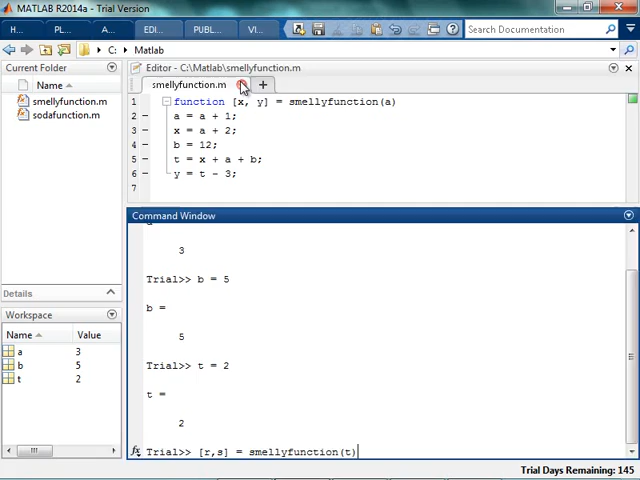 MATLAB R2014a - Trial Version
H... PL... A... EDI... PUBL... VI... Search Documentation
C: Matlab
Current Folder
Name
smellyfunction.m
sodafunction.m
Details
Workspace
Name Value
a 3
b 5
t 2
Editor - C:\Matlab\smellyfunction.m
smellyfunction.m
1 function [x, y] = smellyfunction(a)
2 a = a + 1;
3 x = a + 2;
4 b = 12;
5 t = x + a + b;
6 y = t - 3;
7
Command Window
3
Trial>> b = 5
b =
5
Trial>> t = 2
t =
2
fx Trial>> [r,s] = smellyfunction(t)
Trial Days Remaining: 145